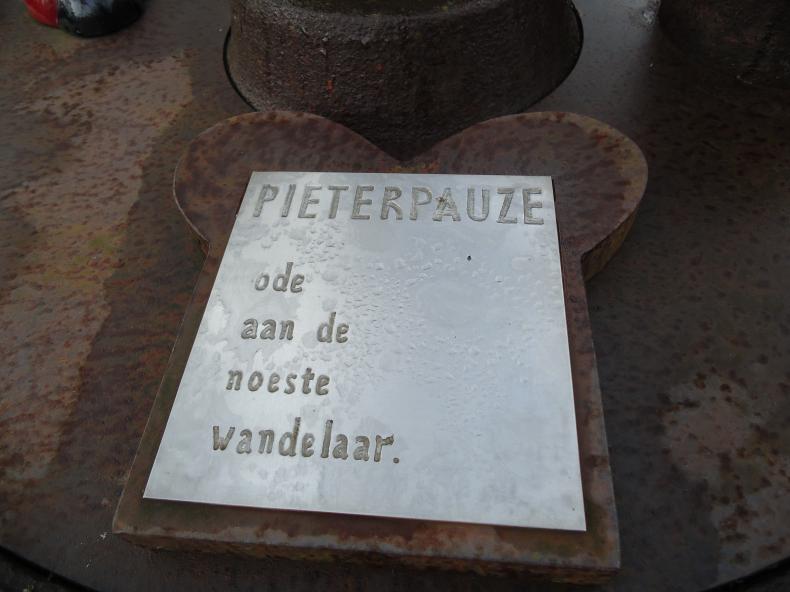 PIETERPAUZE
ode
aan de
noeste
wandelaar.